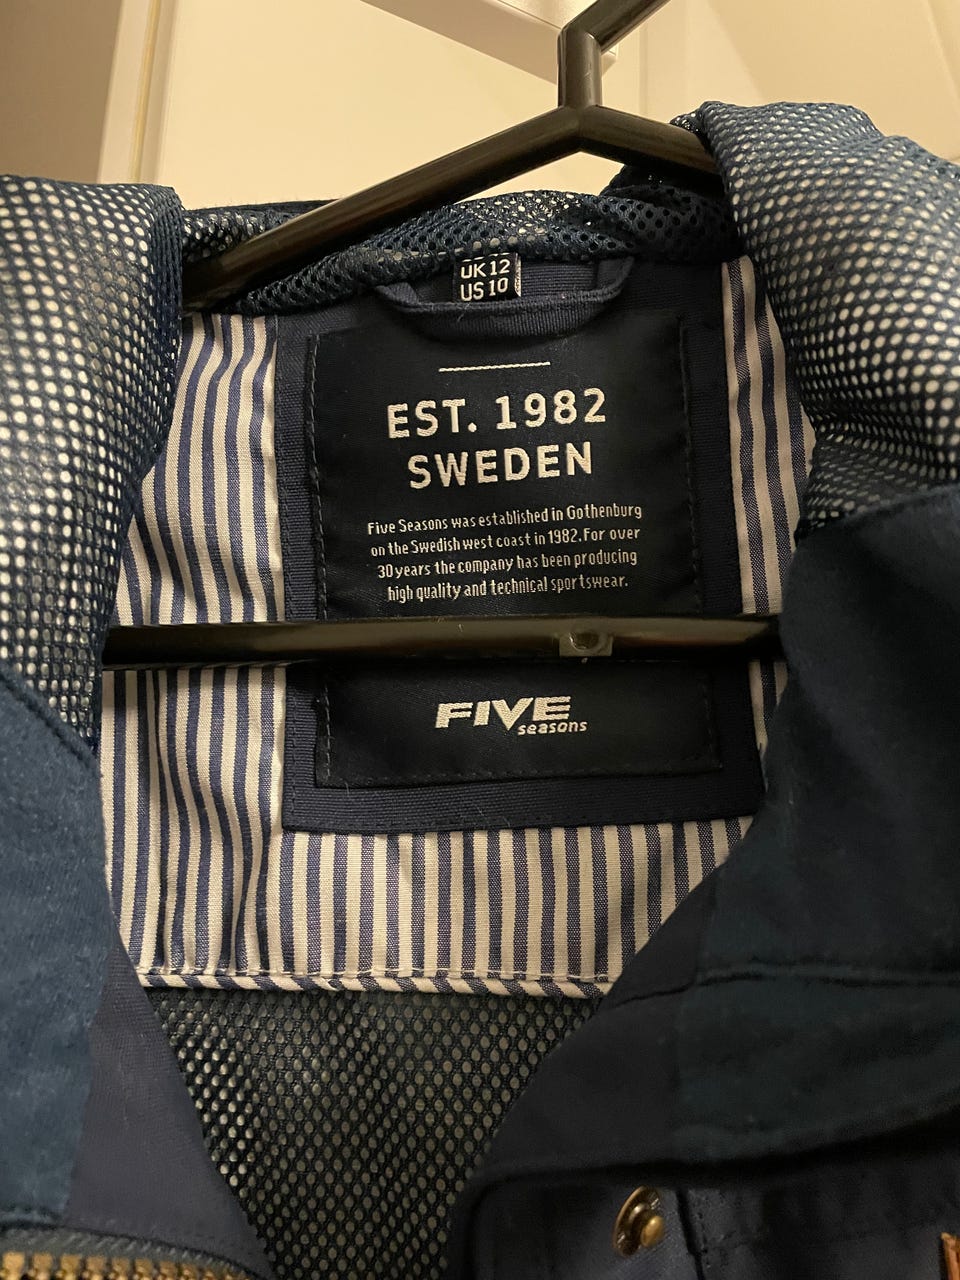 UK 12
US 10
EST. 1982
SWEDEN
Five Seasons was established in Gothenburg
on the Swedish west coast in 1982. For over
30 years the company has been producing
high quality and technical sportswear.
FIVE
seasons